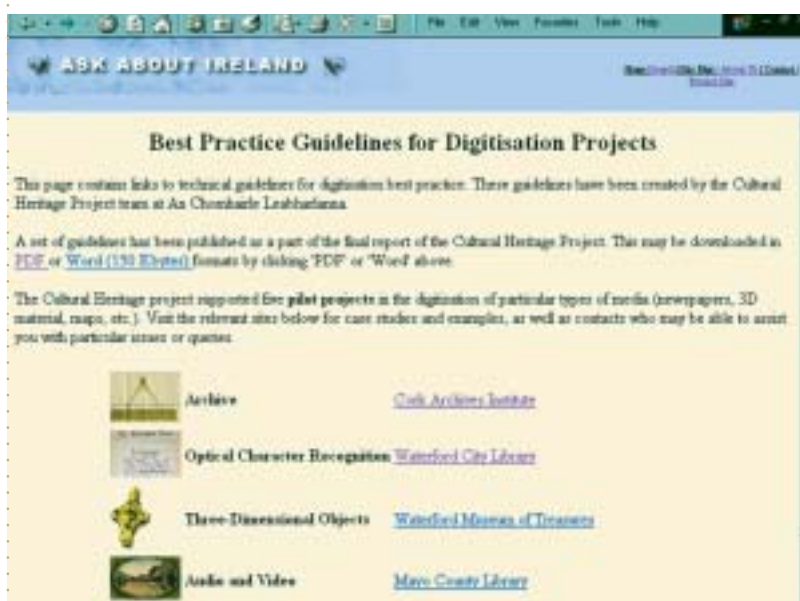 File Edit View Favorites Tools Help
ASK ABOUT IRELAND
Best Practice Guidelines for Digitisation Projects
This page contains links to technical guidelines for digitisation best practice. These guidelines have been created by the Cultural
Heritage Project team at An Chomhairle Leabharlanna.
A set of guidelines has been published as a part of the final report of the Cultural Heritage Project. This may be downloaded in
PDF or Word (150 Kbytes) formats by clicking 'PDF' or 'Word' above.
The Cultural Heritage project supported five pilot projects in the digitisation of particular types of media (newspapers, 3D
material, maps, etc.). Visit the relevant sites below for case studies and examples, as well as contacts who may be able to assist
you with particular issues or queries.
Archive Cork Archives Institute
Optical Character Recognition Waterford City Library
Three-Dimensional Objects Waterford Museum of Treasures
Audio and Video Mayo County Library